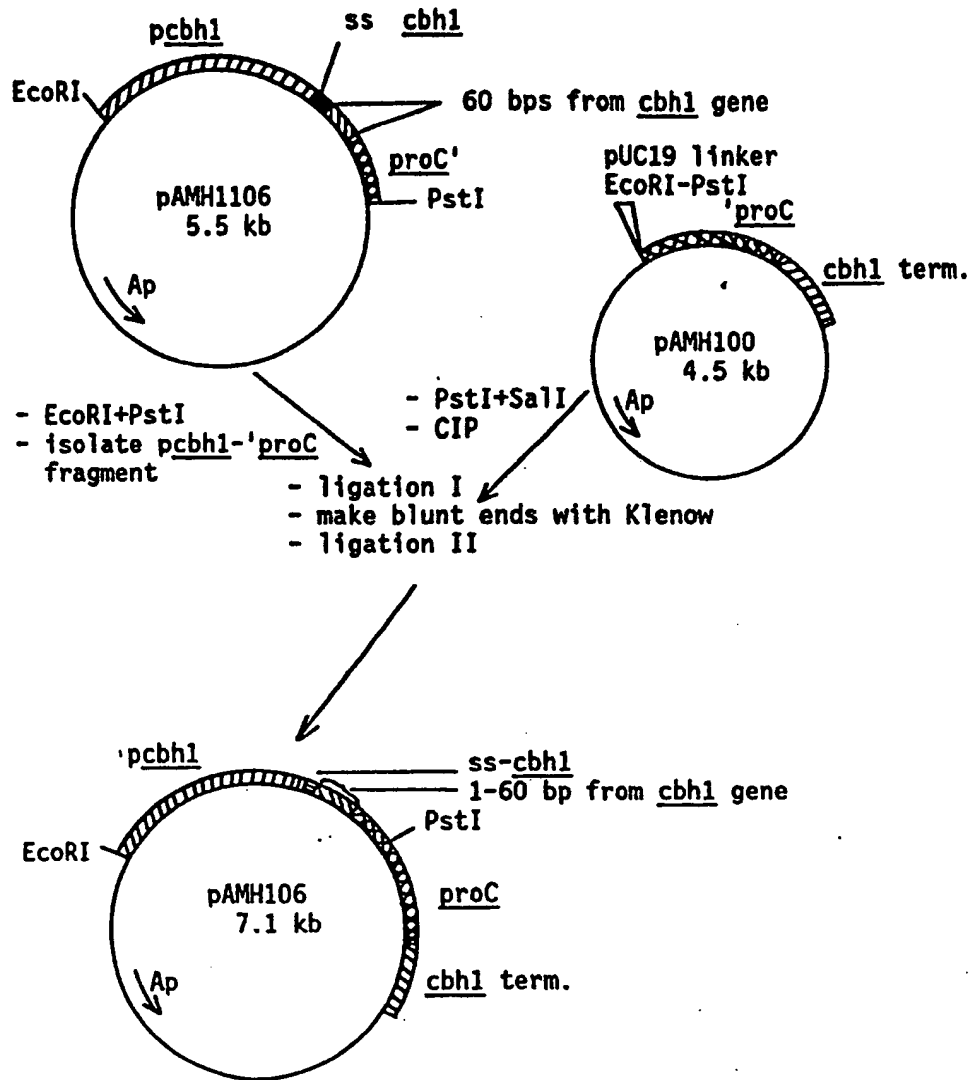 pcbh1
ss cbh1
EcoRI
60 bps from cbh1 gene
proC'
PstI
pAMH1106
5.5 kb
Ap
pUC19 linker
EcoRI-PstI
'proC
cbh1 term.
pAMH100
4.5 kb
Ap
- EcoRI+PstI
- isolate pcbh1-'proC
fragment
- PstI+SalI
- CIP
- ligation I
- make blunt ends with Klenow
- ligation II
pcbh1
ss-cbh1
1-60 bp from cbh1 gene
PstI
EcoRI
pAMH106
7.1 kb
proC
Ap
cbh1 term.